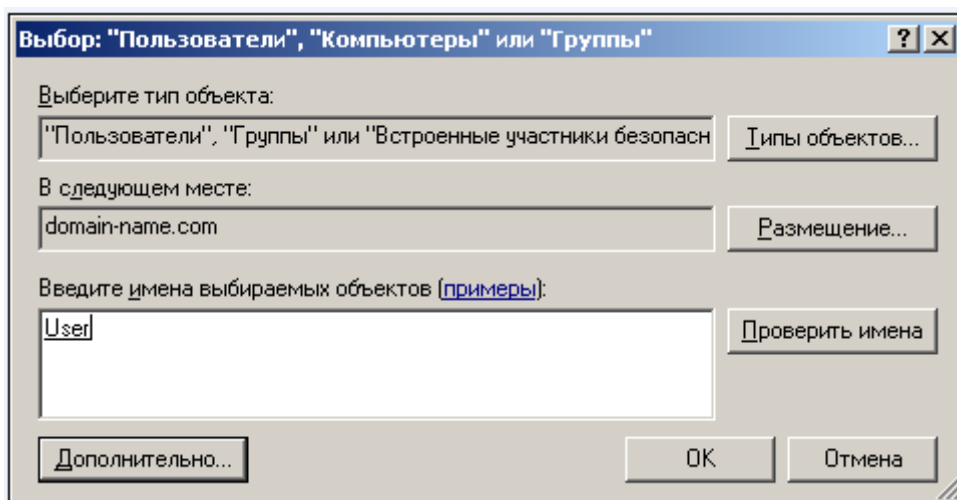 Выбор: "Пользователи", "Компьютеры" или "Группы"
Выберите тип объекта:
"Пользователи", "Группы" или "Встроенные участники безопасн
Типы объектов...
В следующем месте:
domain-name.com
Размещение...
Введите имена выбираемых объектов (примеры):
User
Проверить имена
Дополнительно...
ОК
Отмена